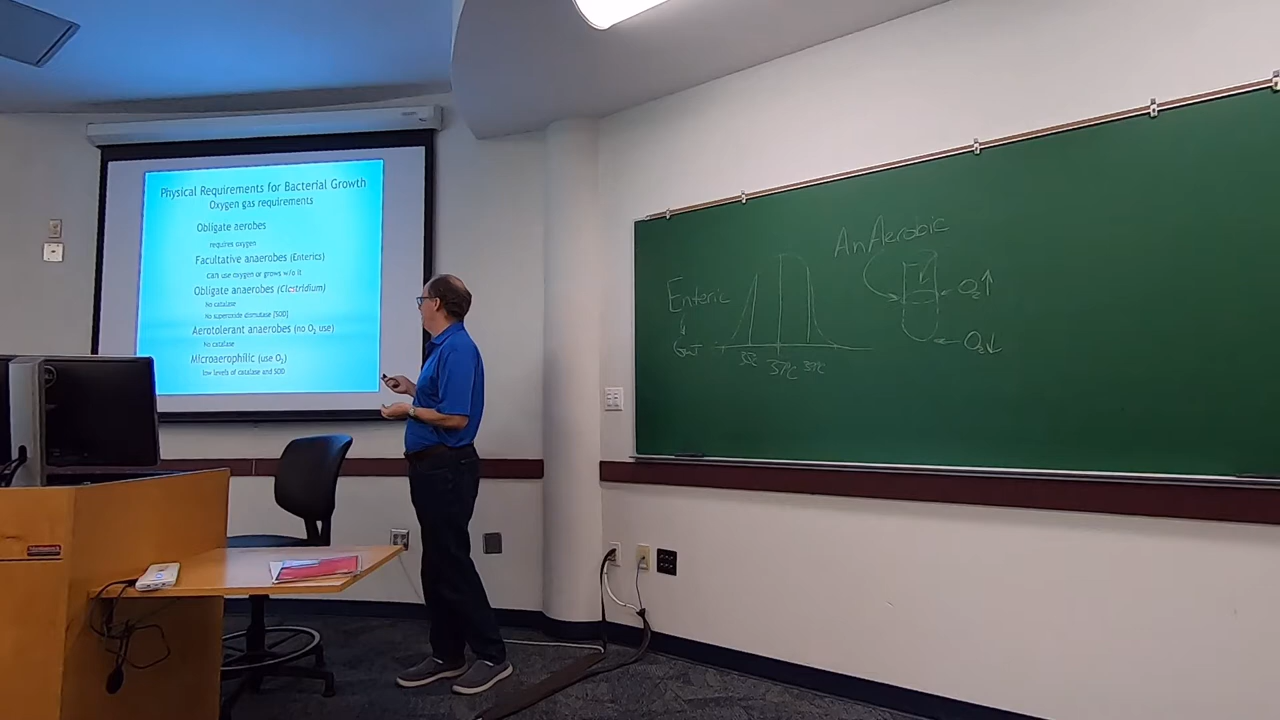 Physical Requirements for Bacterial Growth
Oxygen gas requirements
Obligate aerobes
requires oxygen
Facultative anaerobes (Enterics)
can use oxygen or grows w/o it
Obligate anaerobes (Clostridium)
No catalase
No superoxide dismutase [SOD]
Aerotolerant anaerobes (no O₂ use)
No catalase
Microaerophilic (use O₂)
low levels of catalase and SOD
Enteric
Gut
37°C
39°C
AnAerobic
O₂↑
O₂↓